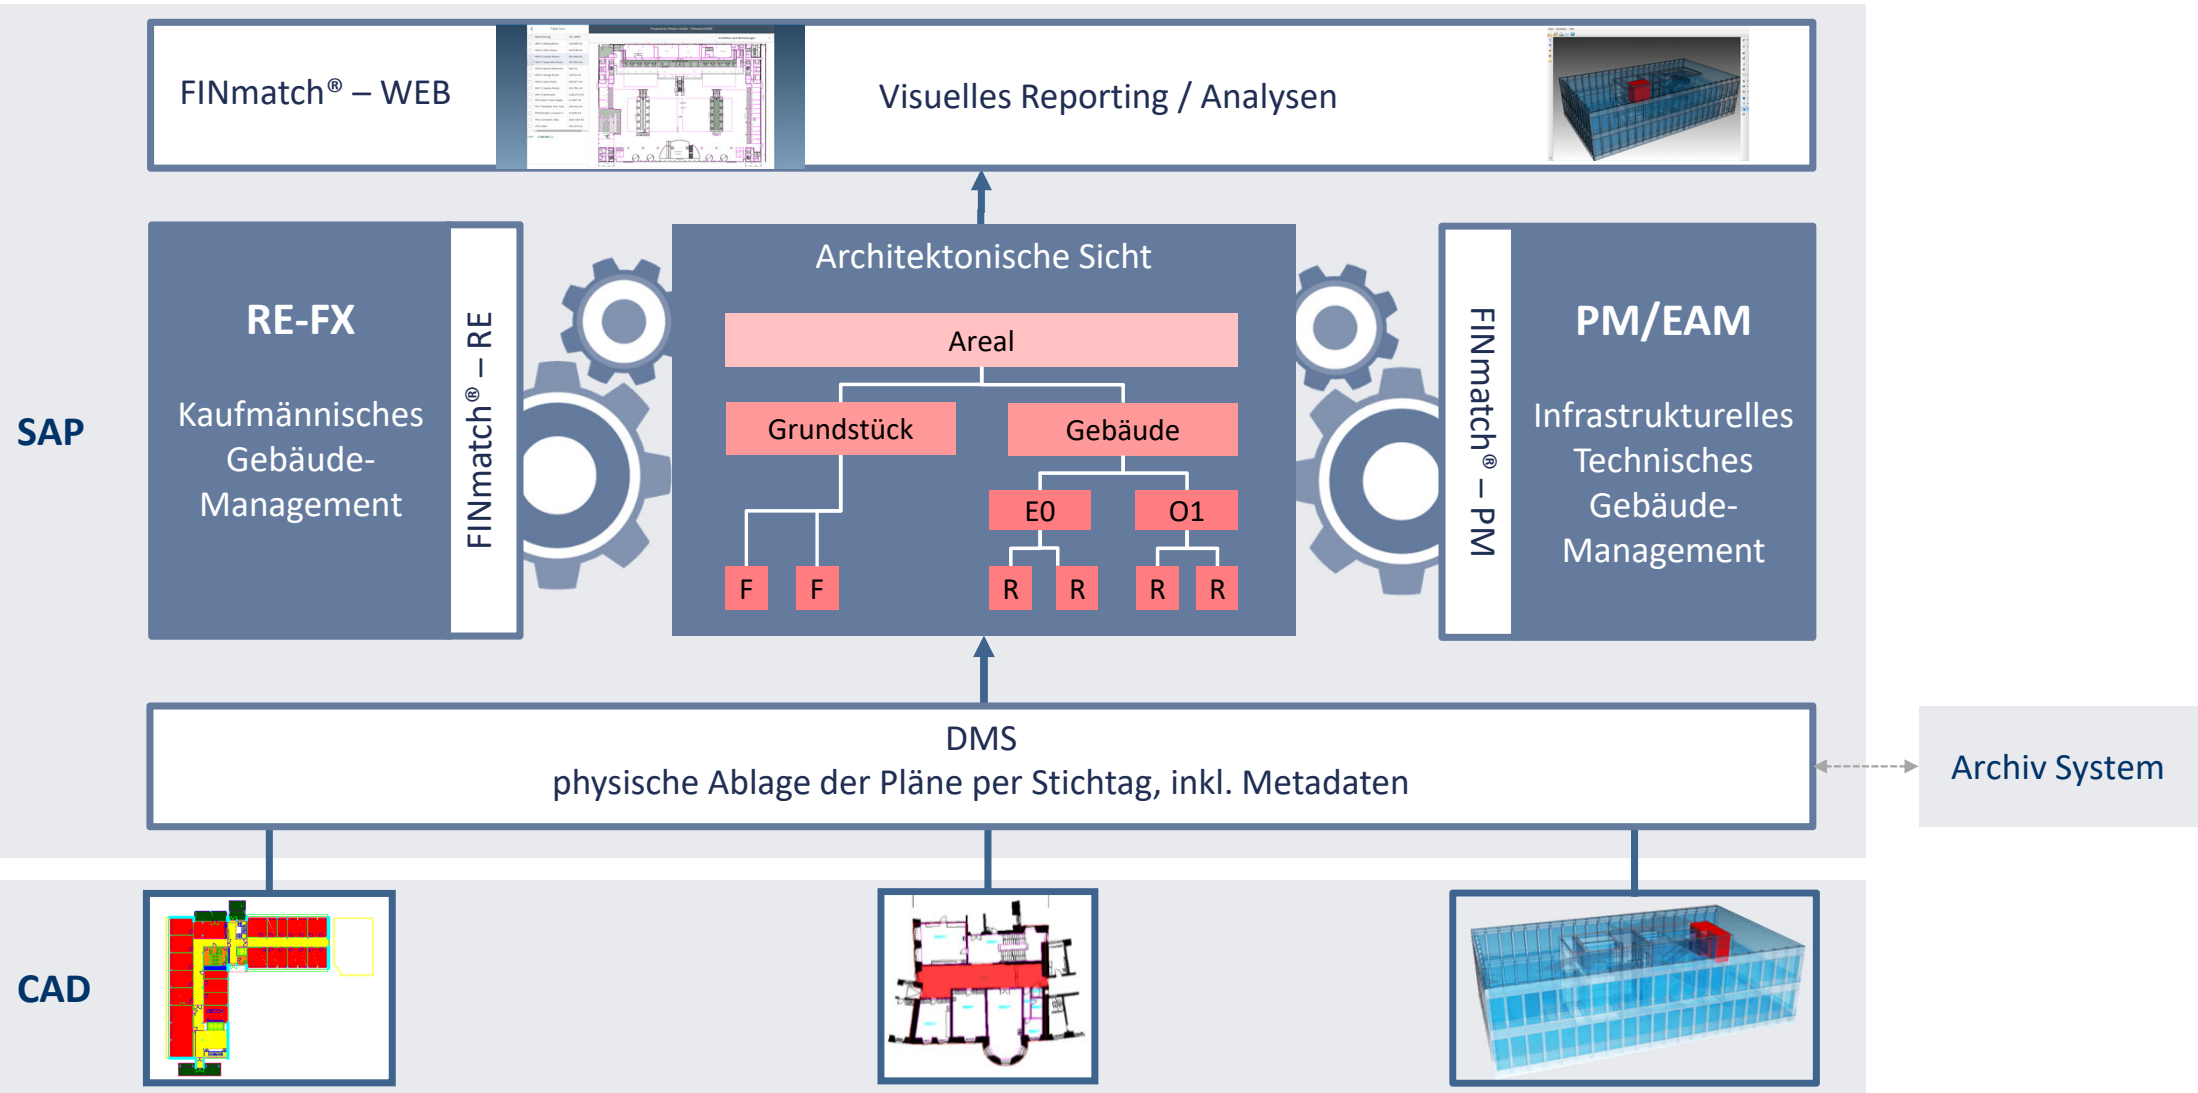 FINmatch® – WEB
Visuelles Reporting / Analysen
SAP
RE-FX
Kaufmännisches
Gebäude-
Management
FINmatch® – RE
Architektonische Sicht
Areal
Grundstück
Gebäude
E0
O1
F
F
R
R
R
R
FINmatch® – PM
PM/EAM
Infrastrukturelles
Technisches
Gebäude-
Management
DMS
physische Ablage der Pläne per Stichtag, inkl. Metadaten
Archiv System
CAD